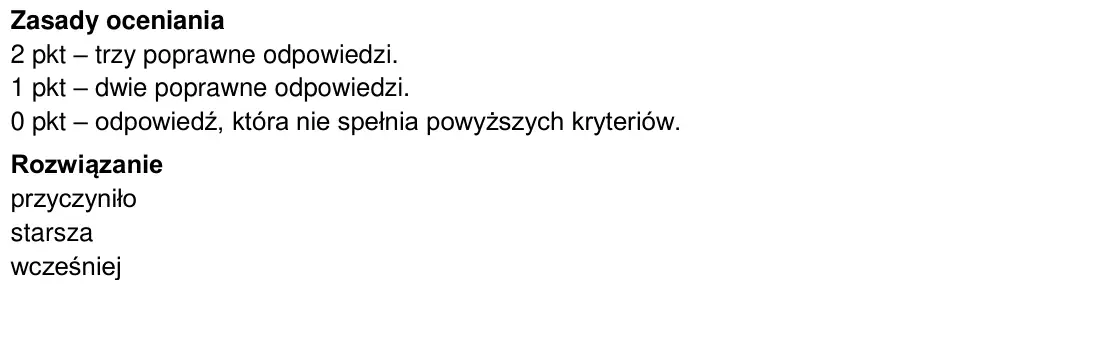 Zasady oceniania
2 pkt – trzy poprawne odpowiedzi.
1 pkt – dwie poprawne odpowiedzi.
0 pkt – odpowiedź, która nie spełnia powyższych kryteriów.
Rozwiązanie
przyczyniło
starsza
wcześniej